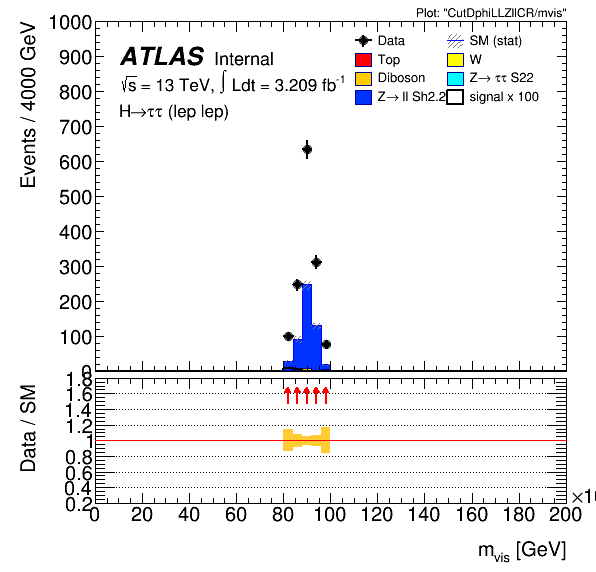 Plot: "CutDphiLLZllCR/mvis"
Events / 4000 GeV
1000
900
800
700
600
500
400
300
200
100
0
ATLAS Internal
√s = 13 TeV, ∫ Ldt = 3.209 fb⁻¹
H→ττ (lep lep)
Data
Top
Diboson
Z→ ll Sh2.2
SM (stat)
W
Z→ ττ S22
signal x 100
Data / SM
1.8
1.6
1.4
1.2
1
0.8
0.6
0.4
0.2
0 20 40 60 80 100 120 140 160 180 200
m_vis [GeV]